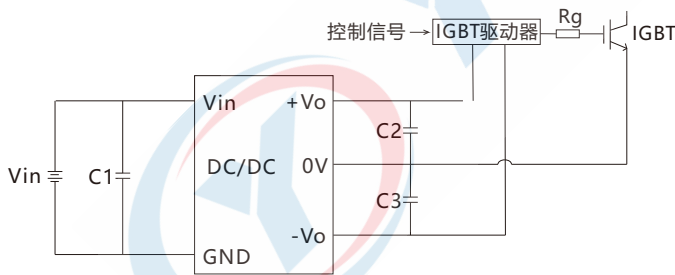 控制信号
IGBT驱动器
Rg
IGBT
Vin
+Vo
C2
Vin
C1
DC/DC
0V
C3
-Vo
GND